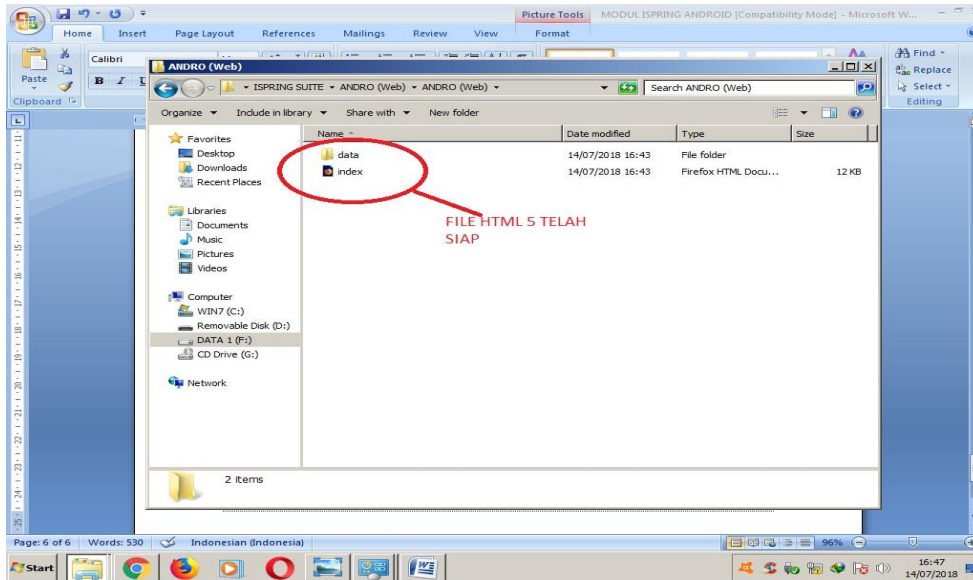 Picture Tools MODUL ISPRING ANDROID [Compatibility Mode] - Microsoft W...
Home Insert Page Layout References Mailings Review View Format
Paste
Clipboard
Calibri
B I
Find
Replace
Select
Editing
ANDRO (Web)
ISPRING SUITE ANDRO (Web) ANDRO (Web)
Search ANDRO (Web)
Organize Include in library Share with New folder
Favorites
Desktop
Downloads
Recent Places
Libraries
Documents
Music
Pictures
Videos
Computer
WIN7 (C:)
Removable Disk (D:)
DATA 1 (F:)
CD Drive (G:)
Network
Name Date modified Type Size
data 14/07/2018 16:43 File folder
index 14/07/2018 16:43 Firefox HTML Docu... 12 KB
FILE HTML 5 TELAH
SIAP
2 items
Page: 6 of 6 Words: 530 Indonesian (Indonesia) 96%
Start
16:47
14/07/2018